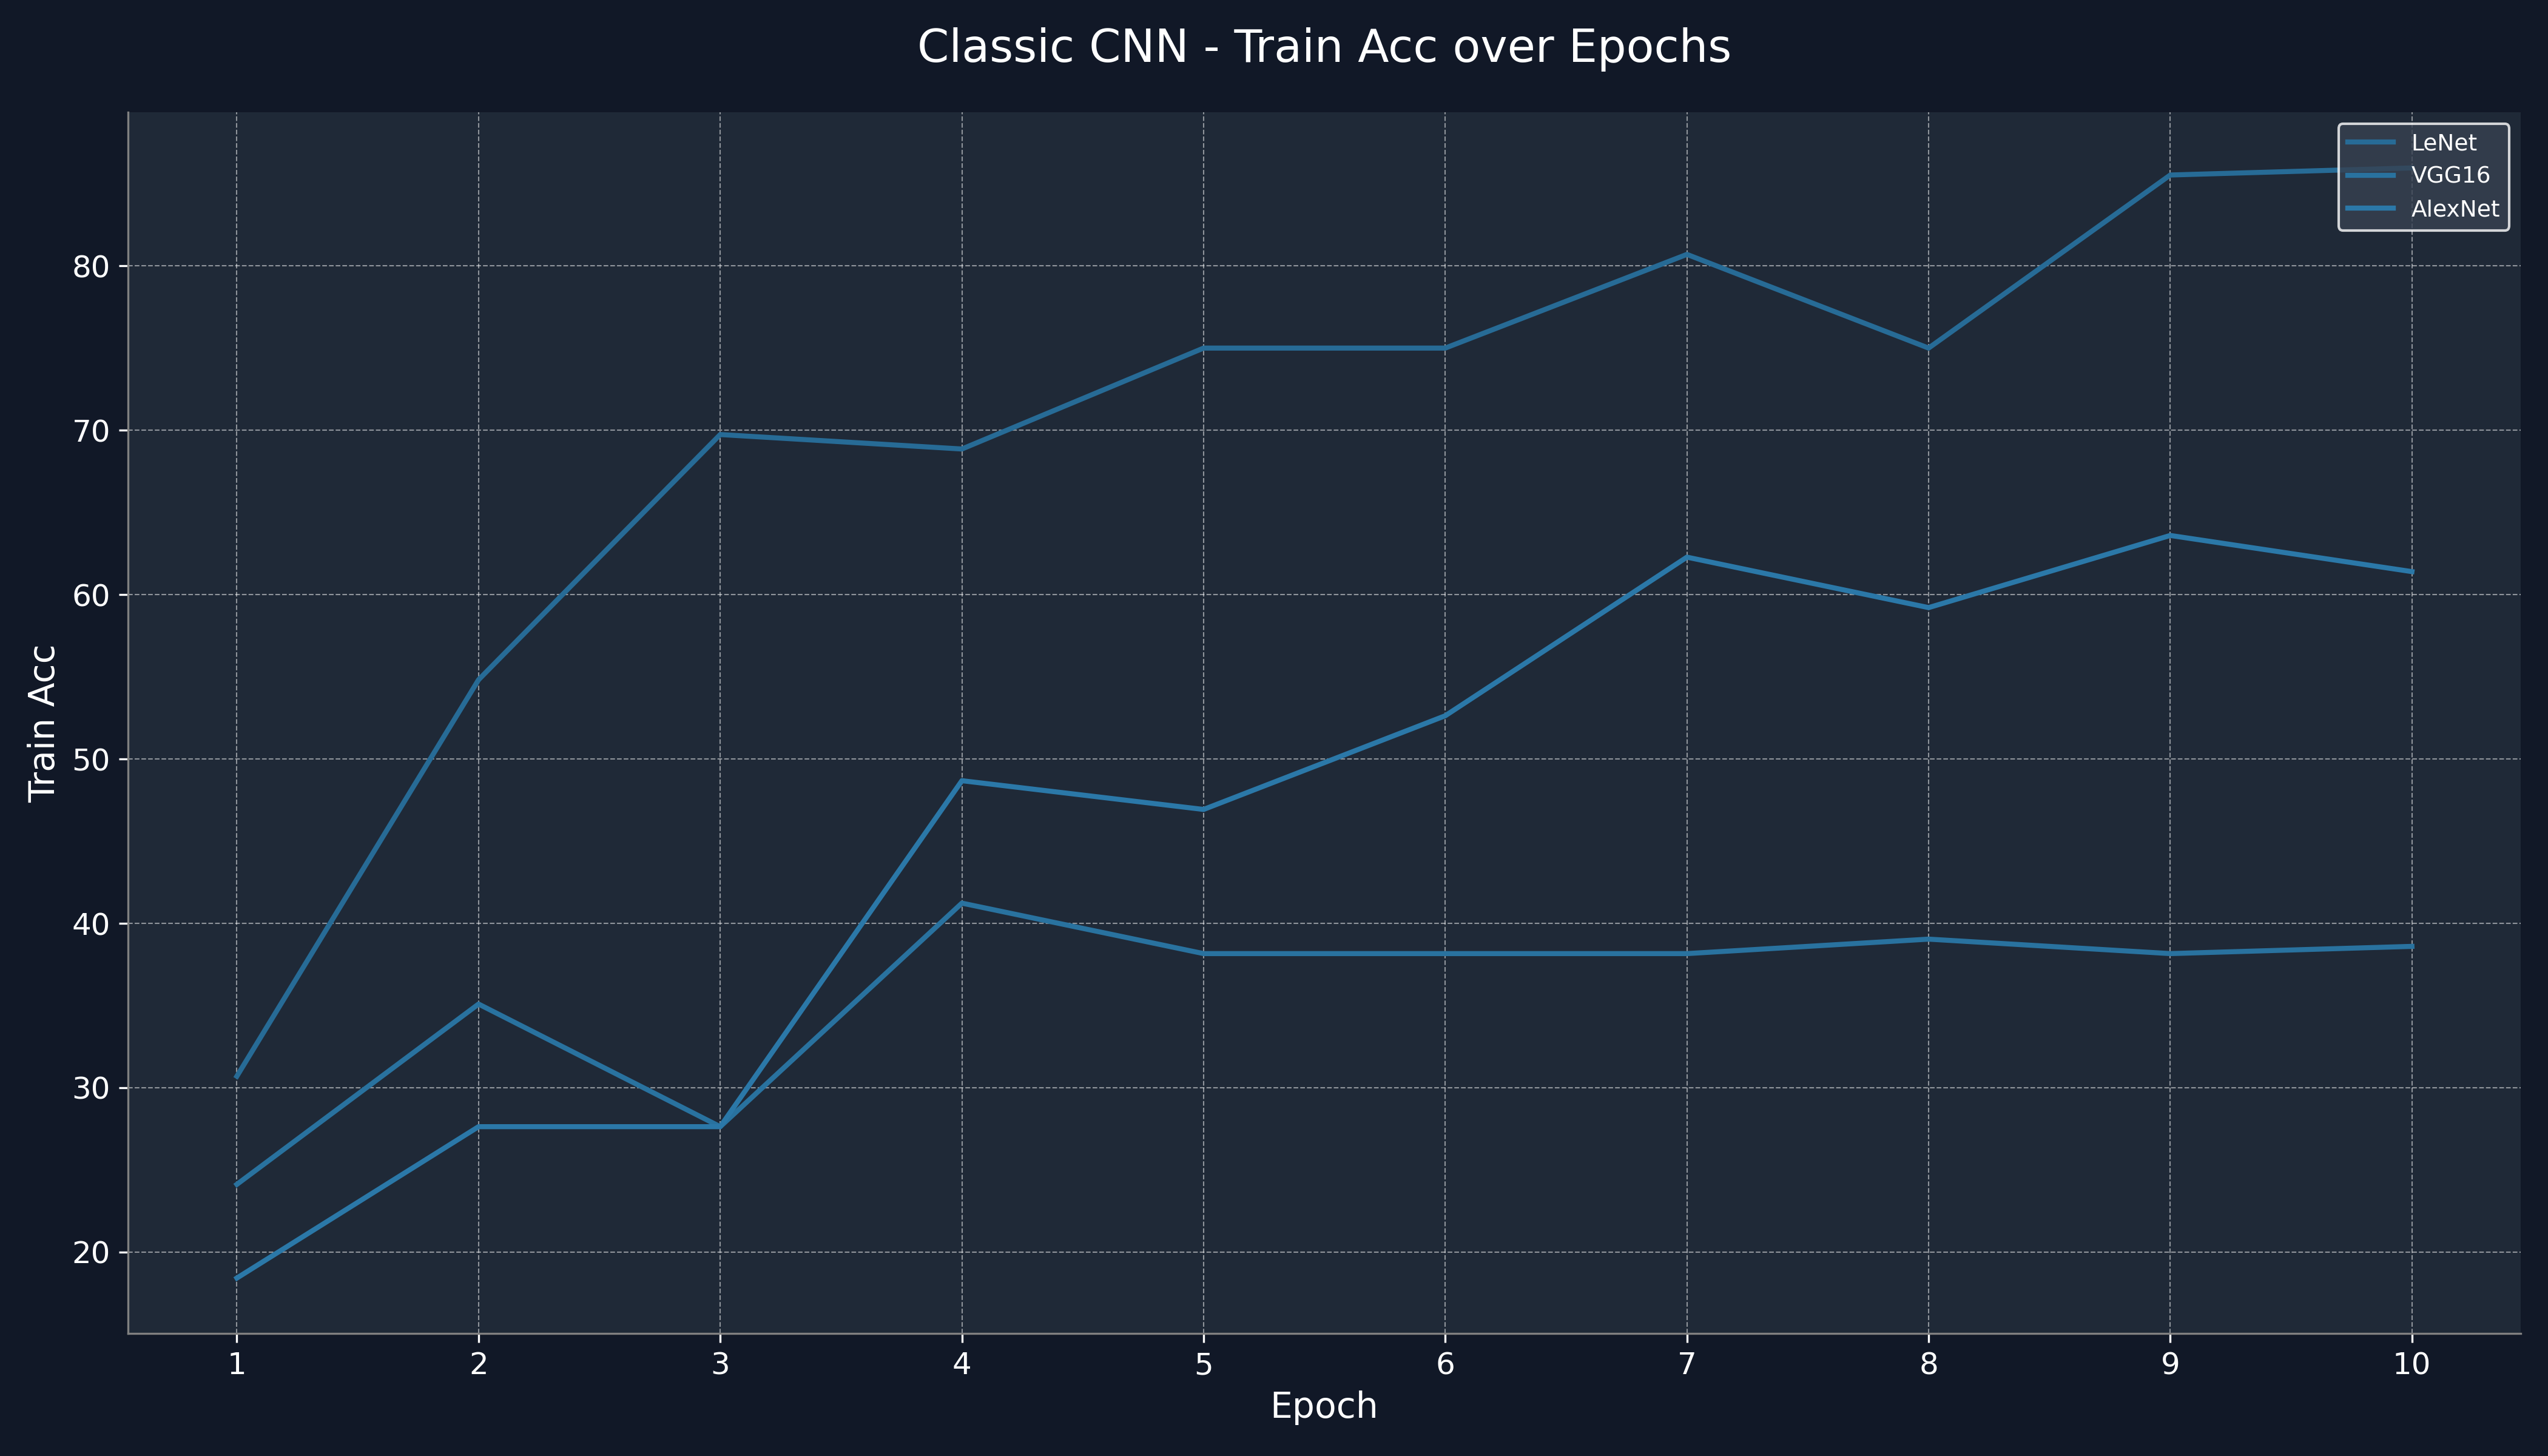 Classic CNN - Train Acc over Epochs
LeNet
VGG16
AlexNet
80
70
60
50
40
30
20
Train Acc
1 2 3 4 5 6 7 8 9 10
Epoch